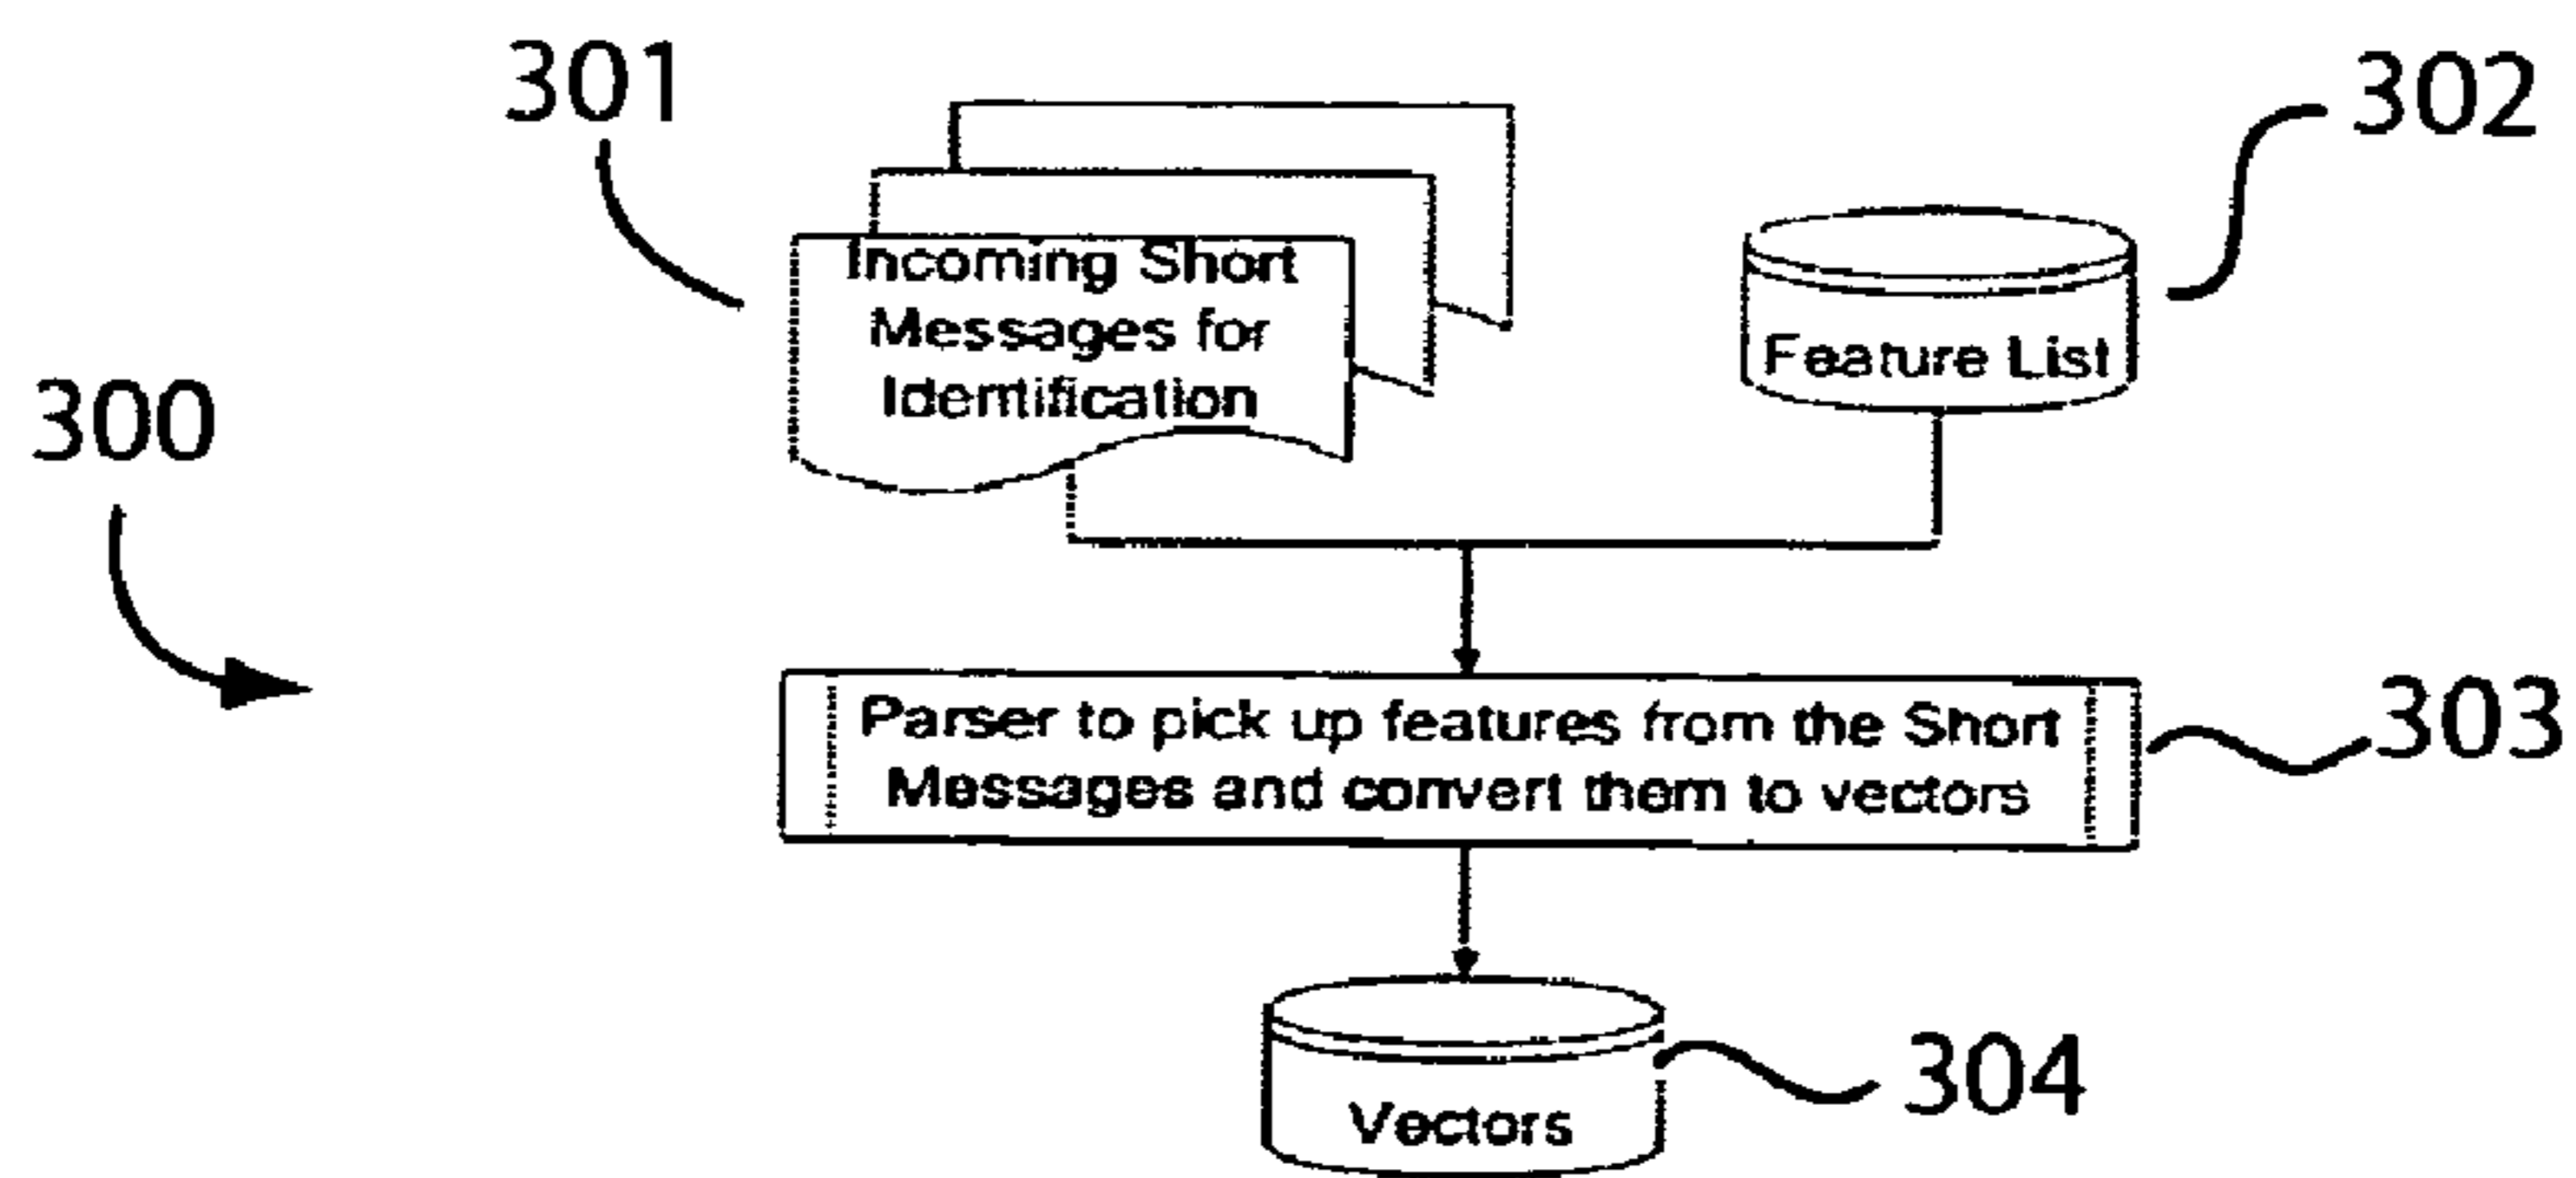 301
302
Incoming Short
Messages for
Identification
Feature List
300
Parser to pick up features from the Short
Messages and convert them to vectors
303
304
Vectors